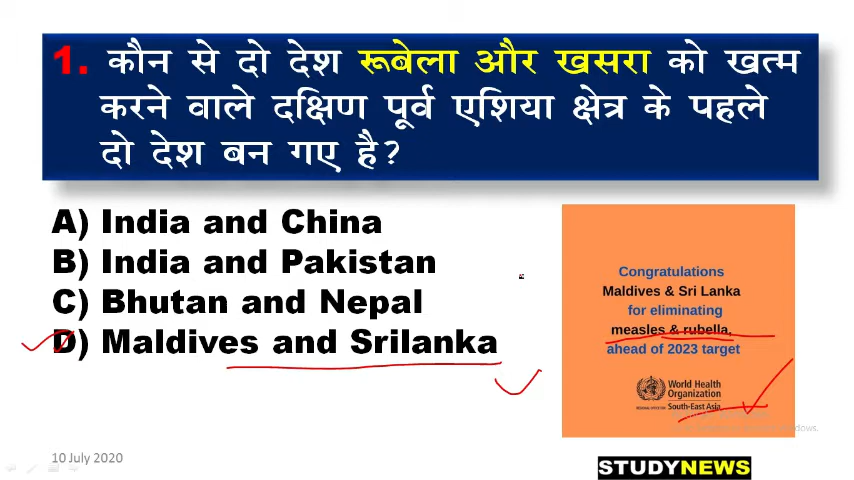 1. कौन से दो देश रूबेला और खसरा को खत्म
करने वाले दक्षिण पूर्व एशिया क्षेत्र के पहले
दो देश बन गए है?
A) India and China
B) India and Pakistan
C) Bhutan and Nepal
D) Maldives and Srilanka
Congratulations
Maldives & Sri Lanka
for eliminating
measles & rubella,
ahead of 2023 target
World Health
Organization
South-East Asia
10 July 2020
STUDYNEWS